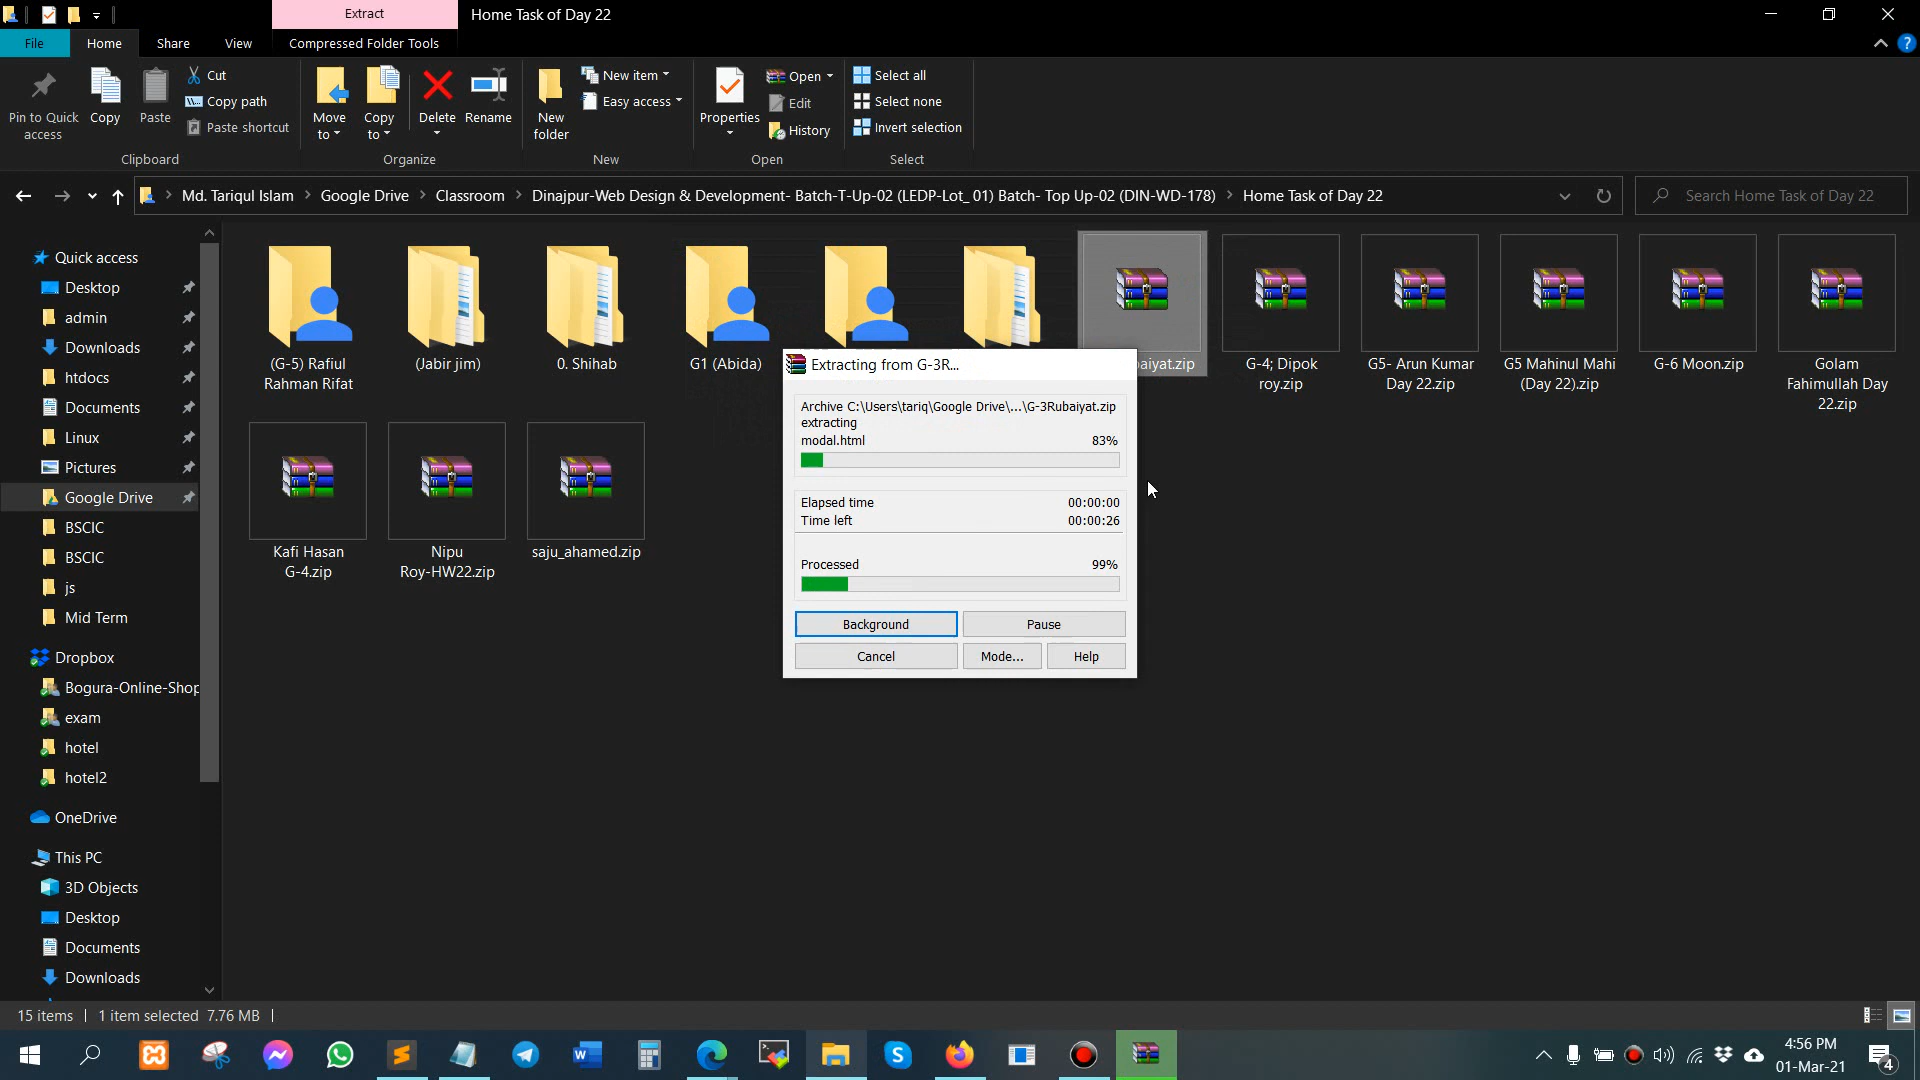 Extract
Home Task of Day 22
File
Home
Share
View
Compressed Folder Tools
Pin to Quick
access
Copy
Paste
Cut
Copy path
Paste shortcut
Clipboard
Move
to
Copy
to
Delete
Rename
Organize
New
folder
New item
Easy access
New
Properties
Open
Edit
History
Open
Select all
Select none
Invert selection
Select
Md. Tariqul Islam
Google Drive
Classroom
Dinajpur-Web Design & Development- Batch-T-Up-02 (LEDP-Lot_ 01) Batch- Top Up-02 (DIN-WD-178)
Home Task of Day 22
Search Home Task of Day 22
Quick access
Desktop
admin
Downloads
htdocs
Documents
Linux
Pictures
Google Drive
BSCIC
BSCIC
js
Mid Term
Dropbox
Bogura-Online-Shop
exam
hotel
hotel2
OneDrive
This PC
3D Objects
Desktop
Documents
Downloads
(G-5) Rafiul
Rahman Rifat
(Jabir jim)
0. Shihab
G1 (Abida)
baiyat.zip
G-4; Dipok
roy.zip
G5- Arun Kumar
Day 22.zip
G5 Mahinul Mahi
(Day 22).zip
G-6 Moon.zip
Golam
Fahimullah Day
22.zip
Kafi Hasan
G-4.zip
Nipu
Roy-HW22.zip
saju_ahamed.zip
Extracting from G-3R...
Archive C:\Users\tariq\Google Drive\...\G-3Rubaiyat.zip
extracting
modal.html 83%
Elapsed time 00:00:00
Time left 00:00:26
Processed 99%
Background
Pause
Cancel
Mode...
Help
15 items
1 item selected 7.76 MB
4:56 PM
01-Mar-21
4